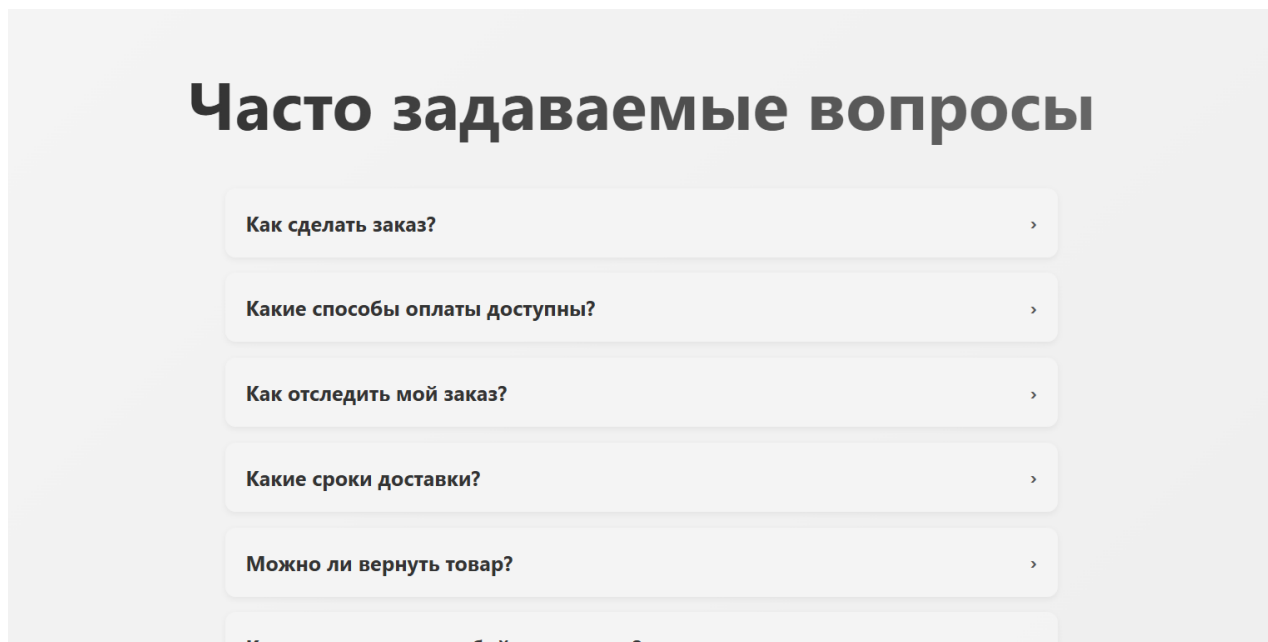 Часто задаваемые вопросы
Как сделать заказ?
Какие способы оплаты доступны?
Как отследить мой заказ?
Какие сроки доставки?
Можно ли вернуть товар?